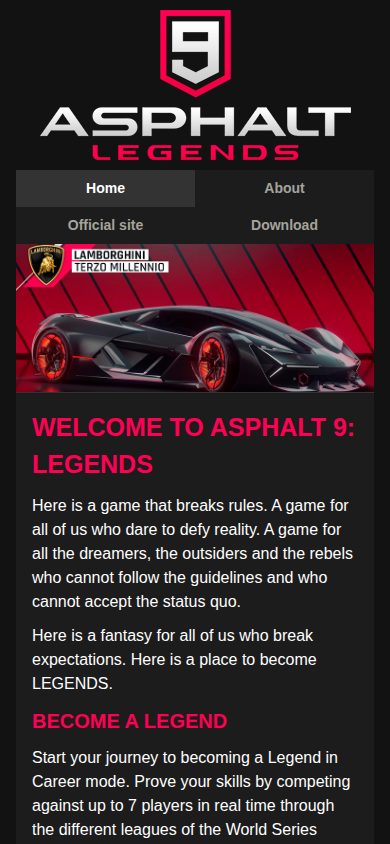 9
ASPHALT
LEGENDS
Home
About
Official site
Download
LAMBORGHINI
LAMBORGHINI
TERZO MILLENNIO
WELCOME TO ASPHALT 9:
LEGENDS
Here is a game that breaks rules. A game for
all of us who dare to defy reality. A game for
all the dreamers, the outsiders and the rebels
who cannot follow the guidelines and who
cannot accept the status quo.
Here is a fantasy for all of us who break
expectations. Here is a place to become
LEGENDS.
BECOME A LEGEND
Start your journey to becoming a Legend in
Career mode. Prove your skills by competing
against up to 7 players in real time through
the different leagues of the World Series